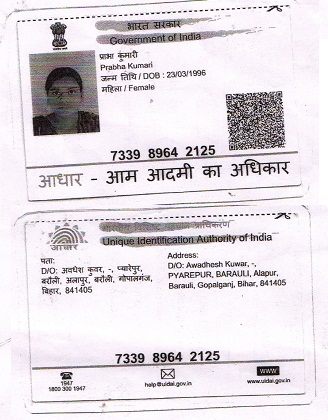 भारत सरकार
Government of India
प्राभा कुमारी
Prabha Kumari
जन्म तिथि / DOB : 23/03/1996
महिला / Female
7339 8964 2125
आधार - आम आदमी का अधिकार
प्राधिकरण
आधार
Unique Identification Authority of India
पता:
D/O: अवधेश कुवर, -, प्यारेपुर,
बरौली, अलापुर, बरौली, गोपालगंज,
बिहार, 841405
Address:
D/O: Awadhesh Kuwar, -,
PYAREPUR, BARAULI, Alapur,
Barauli, Gopalganj, Bihar, 841405
7339 8964 2125
1947
1800 300 1947
help@uidai.gov.in
WWW
www.uidai.gov.in